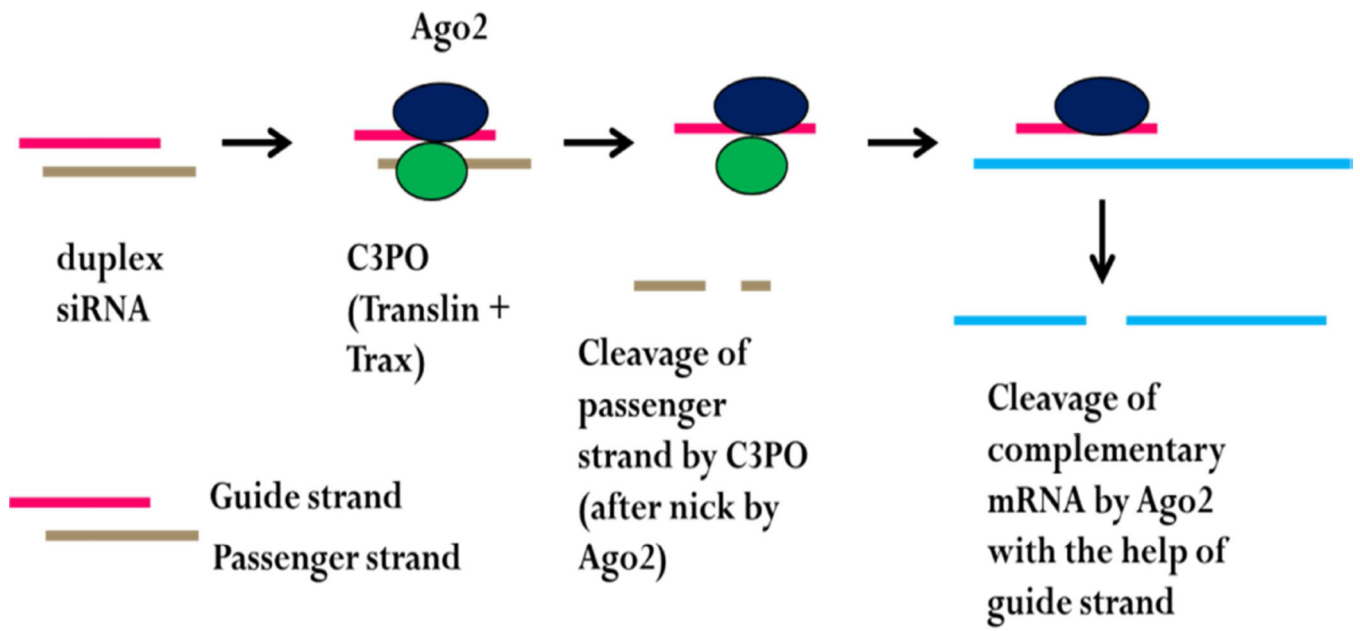 Ago2
duplex
siRNA
C3PO
(Translin +
Trax)
Cleavage of
passenger
strand by C3PO
(after nick by
Ago2)
Cleavage of
complementary
mRNA by Ago2
with the help of
guide strand
Guide strand
Passenger strand